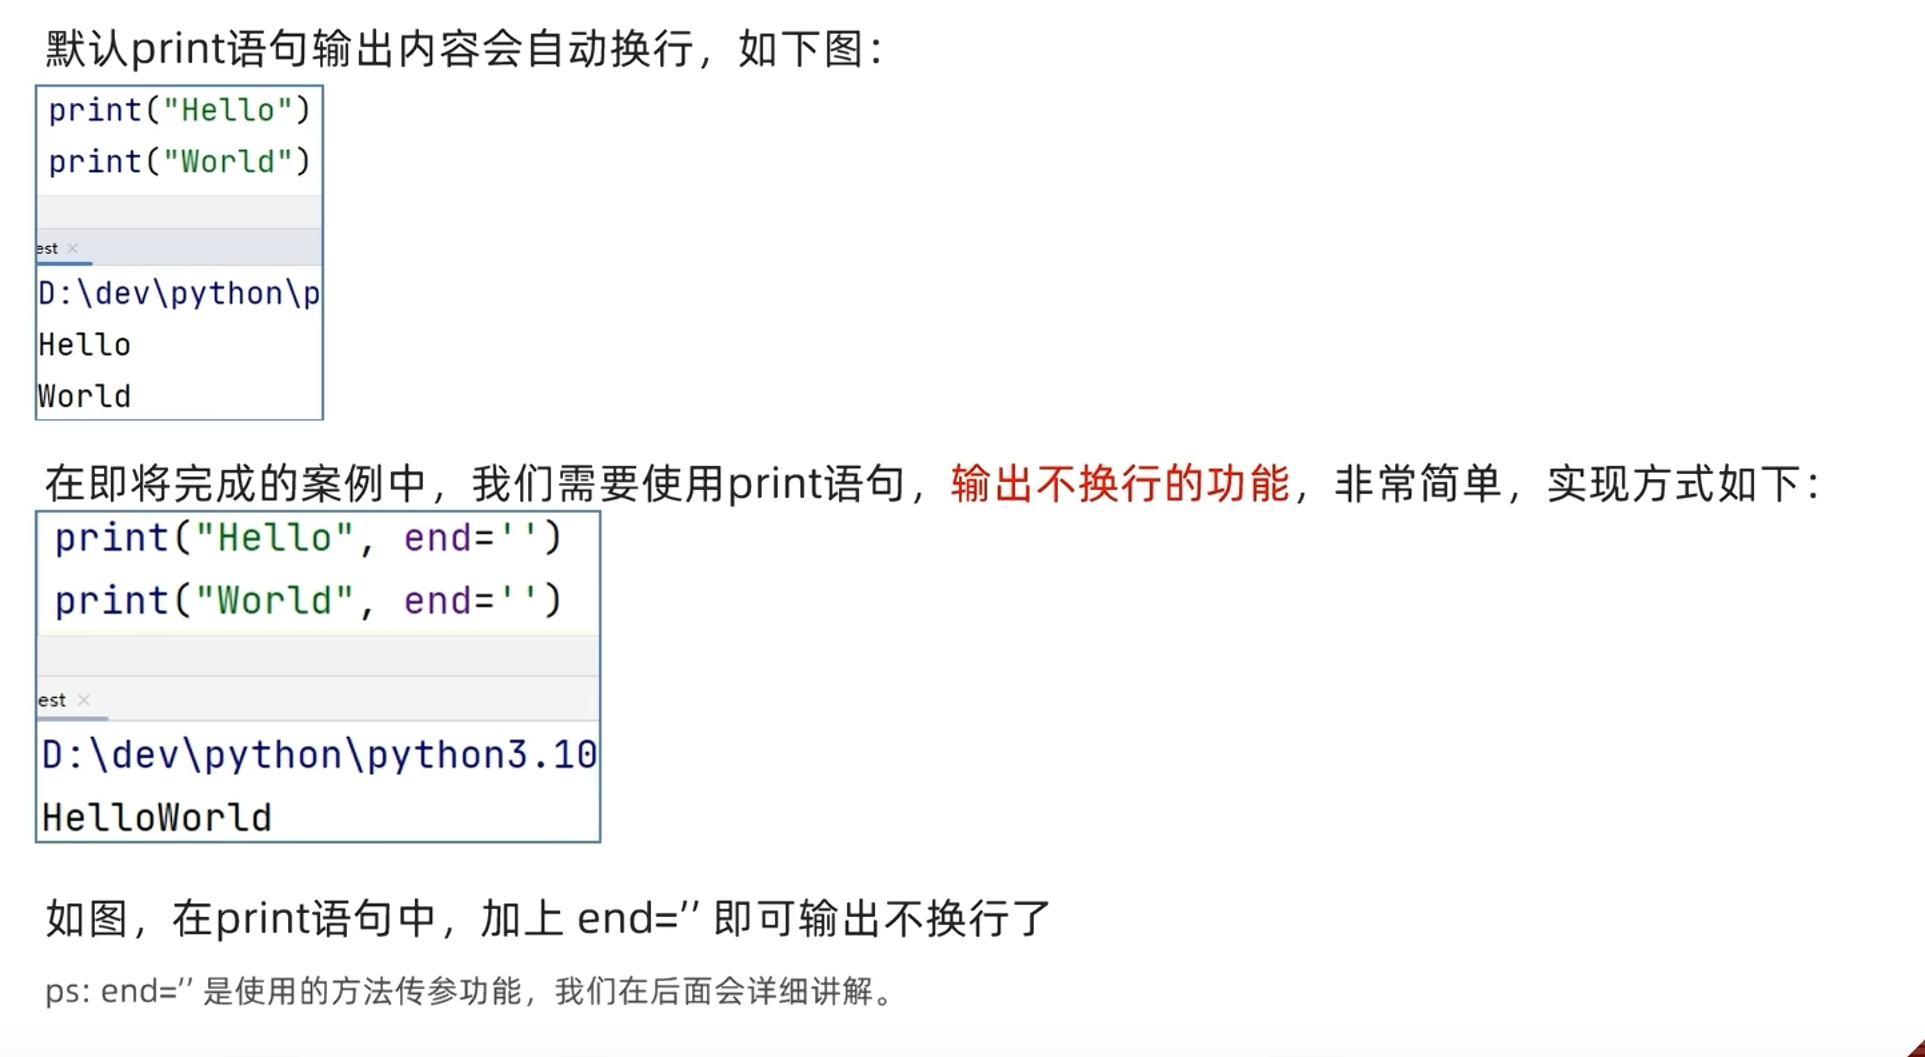 默认print语句输出内容会自动换行，如下图：
print("Hello")
print("World")
est ×
D:\dev\python\p
Hello
World
在即将完成的案例中，我们需要使用print语句，输出不换行的功能，非常简单，实现方式如下：
print("Hello", end='')
print("World", end='')
est ×
D:\dev\python\python3.10
HelloWorld
如图，在print语句中，加上 end=’’ 即可输出不换行了
ps: end=’’ 是使用的方法传参功能，我们在后面会详细讲解。